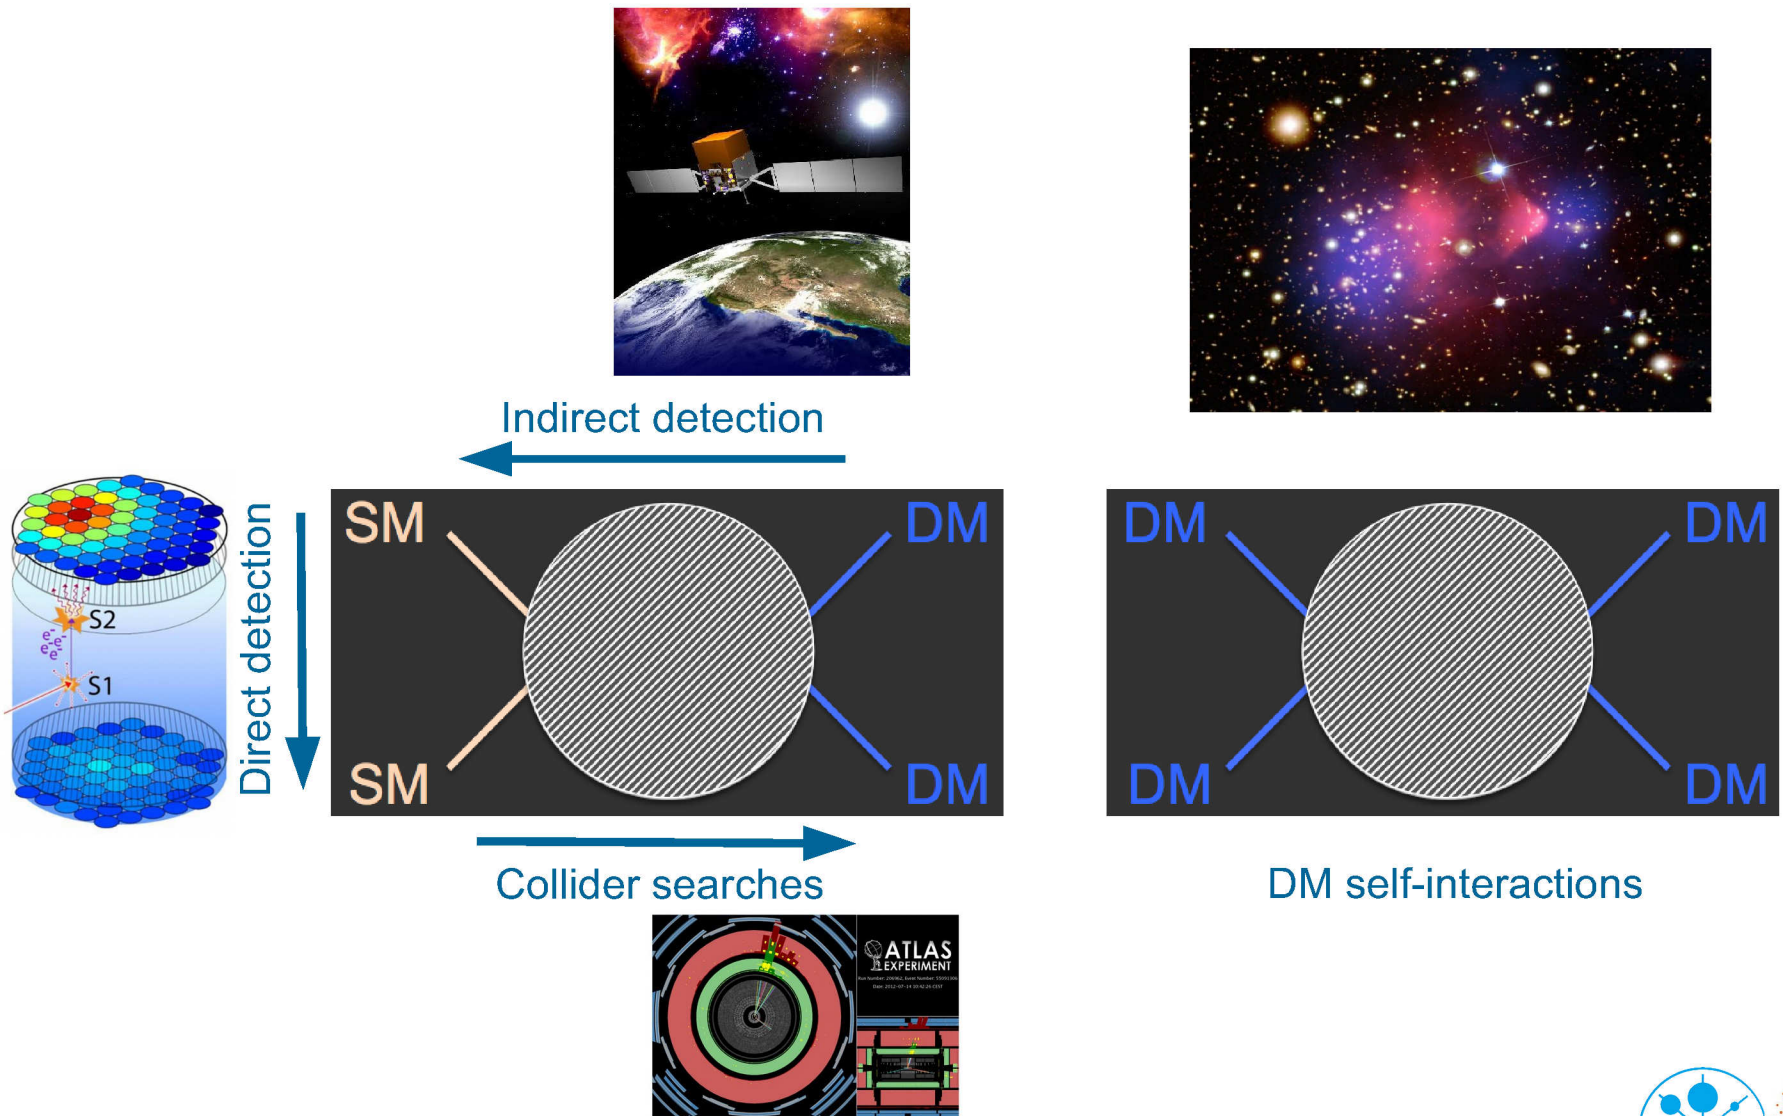 Indirect detection
Direct detection
S2
e- e- e- e-
S1
SM
DM
SM
DM
DM
DM
DM
DM
Collider searches
DM self-interactions
ATLAS
EXPERIMENT